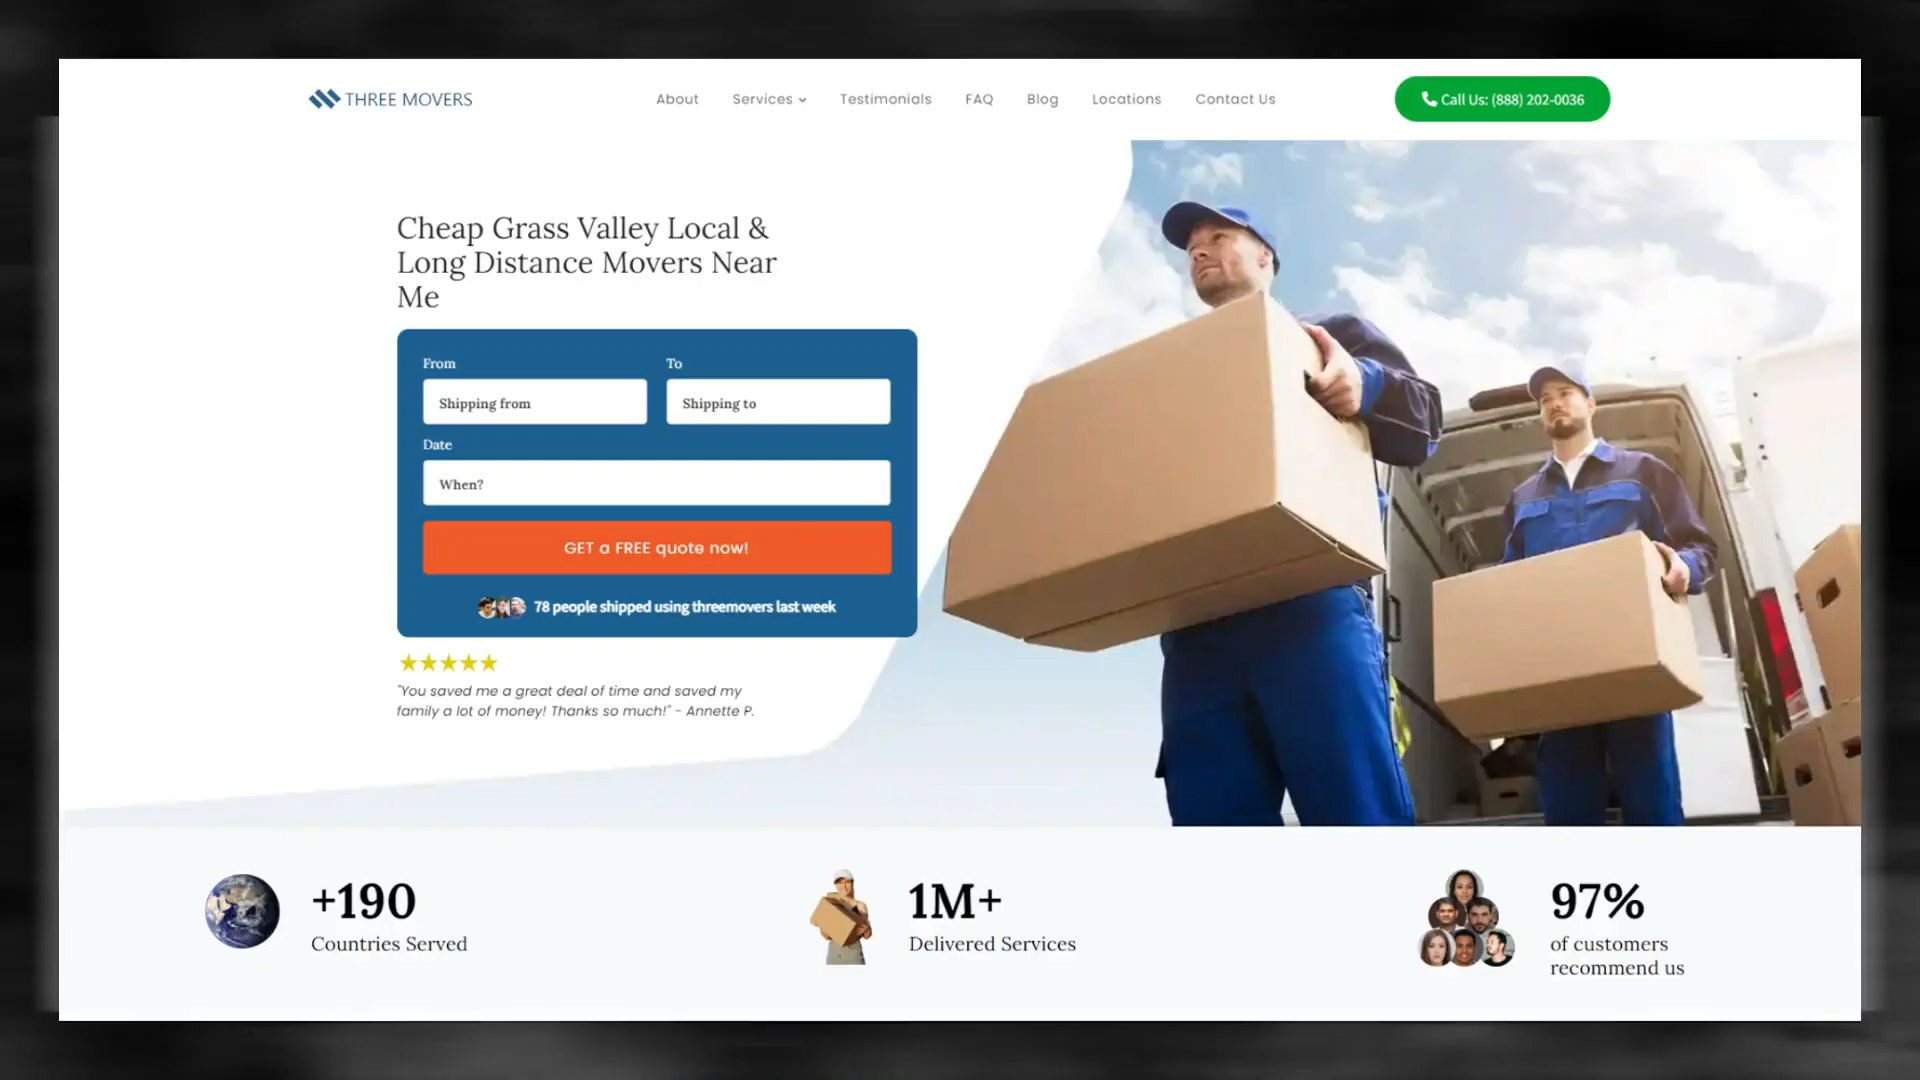 THREE MOVERS
About
Services
Testimonials
FAQ
Blog
Locations
Contact Us
Call Us: (888) 202-0036
Cheap Grass Valley Local &
Long Distance Movers Near
Me
From
To
Shipping from
Shipping to
Date
When?
GET a FREE quote now!
78 people shipped using threemovers last week
"You saved me a great deal of time and saved my
family a lot of money! Thanks so much!" - Annette P.
+190
Countries Served
1M+
Delivered Services
97%
of customers
recommend us